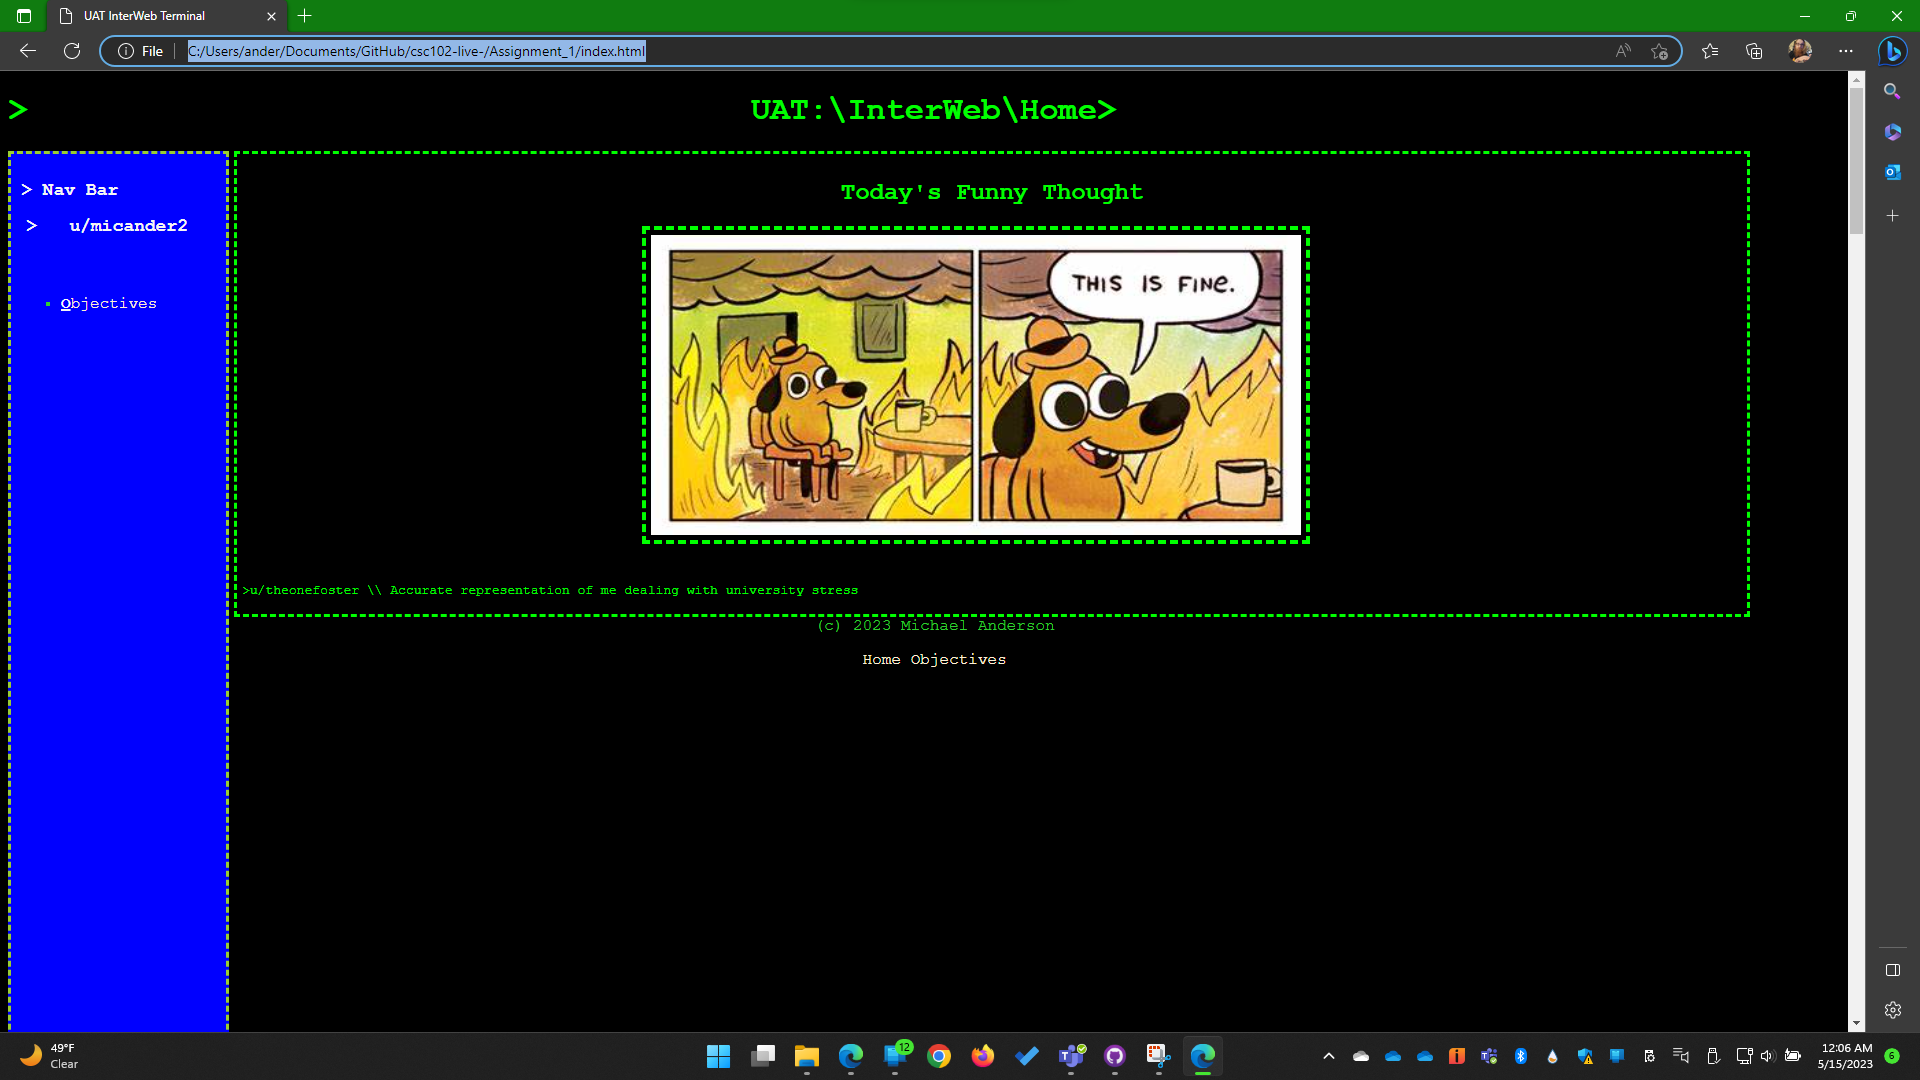 UAT InterWeb Terminal
File
C:/Users/ander/Documents/GitHub/csc102-live-/Assignment_1/index.html
>
UAT:\InterWeb\Home>
> Nav Bar
> u/micander2
Objectives
Today's Funny Thought
THIS IS FINE.
>u/theonefoster \\ Accurate representation of me dealing with university stress
(c) 2023 Michael Anderson
Home Objectives
49°F
Clear
12
12:06 AM
5/15/2023
6